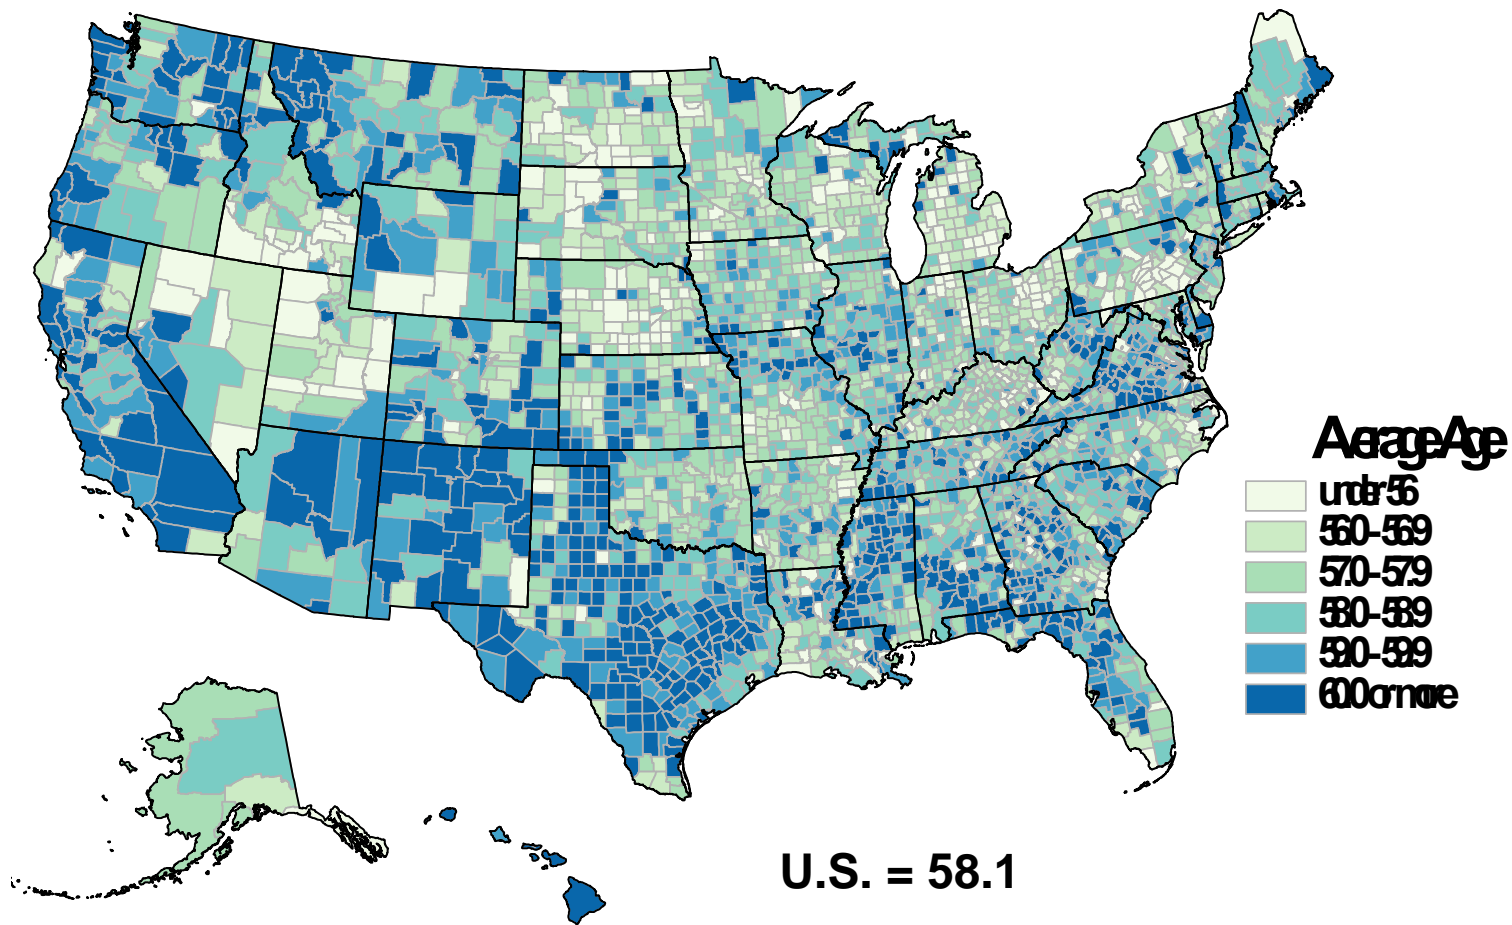 Average Age
under 56
56.0 - 56.9
57.0 - 57.9
58.0 - 58.9
59.0 - 59.9
60.0 or more
U.S. = 58.1